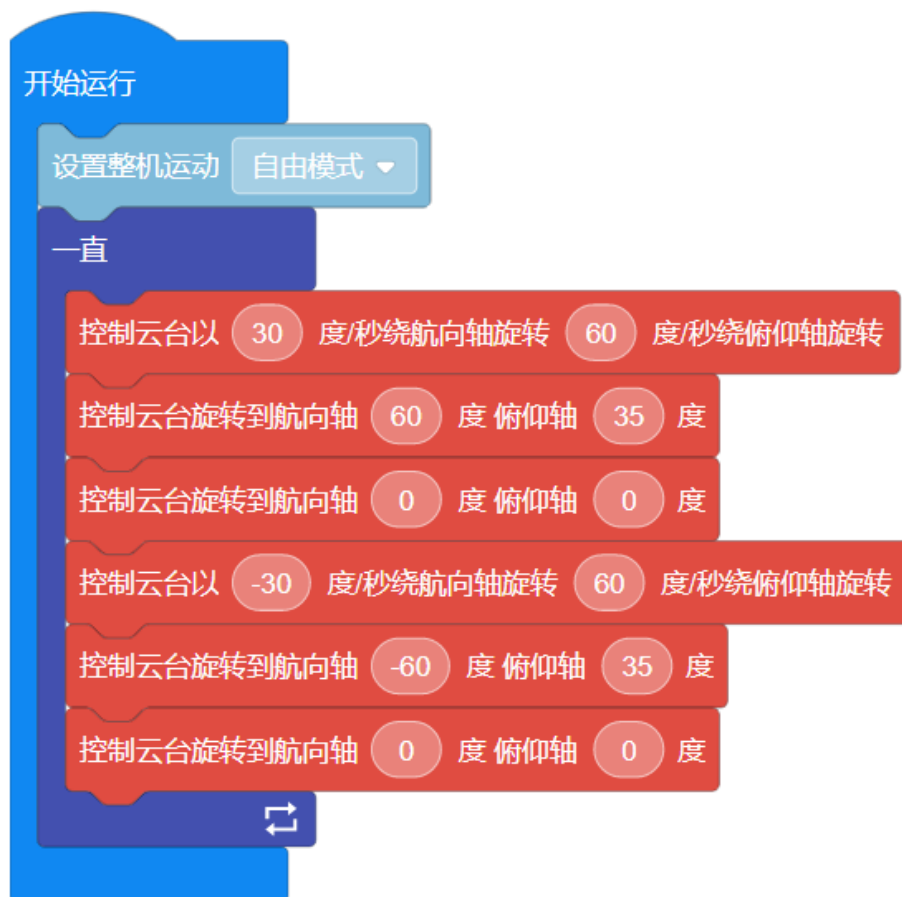 开始运行
设置整机运动 自由模式
一直
控制云台以 30 度/秒绕航向轴旋转 60 度/秒绕俯仰轴旋转
控制云台旋转到航向轴 60 度 俯仰轴 35 度
控制云台旋转到航向轴 0 度 俯仰轴 0 度
控制云台以 -30 度/秒绕航向轴旋转 60 度/秒绕俯仰轴旋转
控制云台旋转到航向轴 -60 度 俯仰轴 35 度
控制云台旋转到航向轴 0 度 俯仰轴 0 度